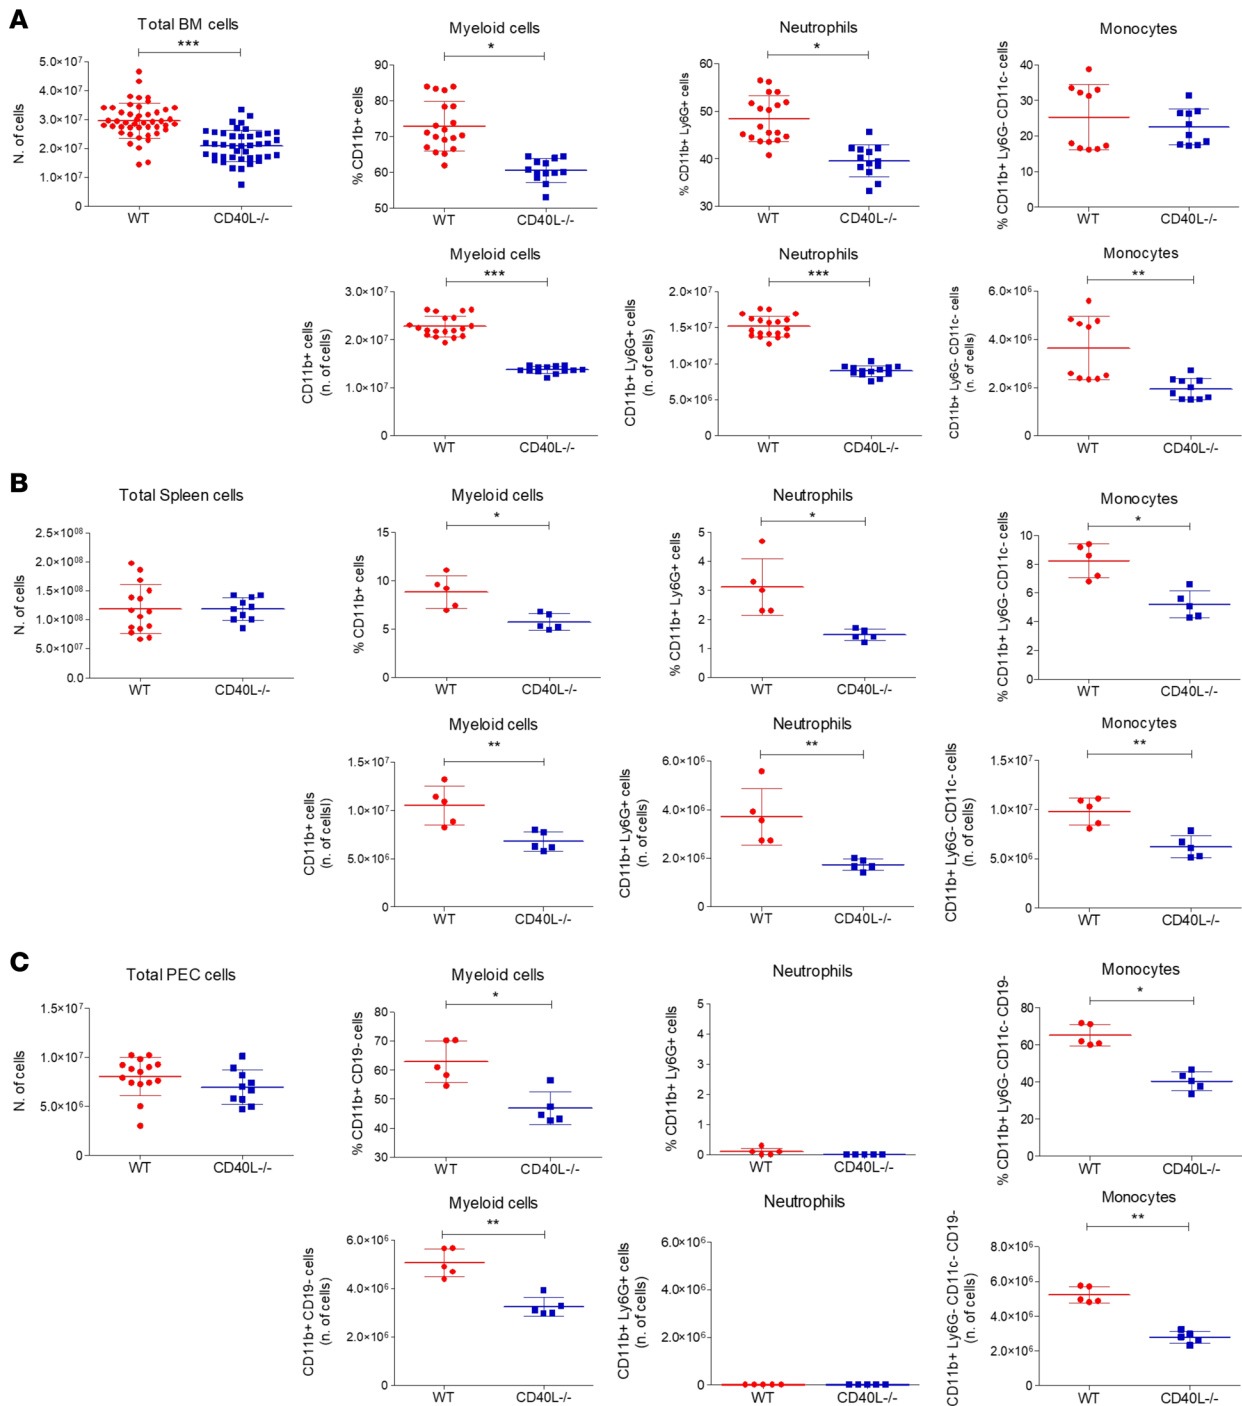 A
Total BM cells
***
N. of cells
5.0×10⁷
4.0×10⁷
3.0×10⁷
2.0×10⁷
1.0×10⁷
0
WT
CD40L-/-
Myeloid cells
*
% CD11b+ cells
90
80
70
60
50
WT
CD40L-/-
Neutrophils
*
% CD11b+ Ly6G+ cells
60
50
40
30
WT
CD40L-/-
Monocytes
% CD11b+ Ly6G- CD11c- cells
40
30
20
10
0
WT
CD40L-/-
Myeloid cells
***
CD11b+ cells
(n. of cells)
3.0×10⁷
2.0×10⁷
1.0×10⁷
0
WT
CD40L-/-
Neutrophils
***
CD11b+ Ly6G+ cells
(n. of cells)
2.0×10⁷
1.5×10⁷
1.0×10⁷
5.0×10⁶
0
WT
CD40L-/-
Monocytes
**
CD11b+ Ly6G- CD11c- cells
(n. of cells)
6.0×10⁶
4.0×10⁶
2.0×10⁶
0
WT
CD40L-/-
B
Total Spleen cells
N. of cells
2.5×10⁰⁸
2.0×10⁰⁸
1.5×10⁰⁸
1.0×10⁰⁸
5.0×10⁰⁷
0.0
WT
CD40L-/-
Myeloid cells
*
% CD11b+ cells
15
10
5
0
WT
CD40L-/-
Neutrophils
*
% CD11b+ Ly6G+ cells
5
4
3
2
1
0
WT
CD40L-/-
Monocytes
*
% CD11b+ Ly6G- CD11c- cells
10
8
6
4
2
0
WT
CD40L-/-
Myeloid cells
**
CD11b+ cells
(n. of cellsl)
1.5×10⁷
1.0×10⁷
5.0×10⁶
0
WT
CD40L-/-
Neutrophils
**
CD11b+ Ly6G+ cells
(n. of cells)
6.0×10⁶
4.0×10⁶
2.0×10⁶
0
WT
CD40L-/-
Monocytes
**
CD11b+ Ly6G- CD11c- cells
(n. of cells)
1.5×10⁷
1.0×10⁷
5.0×10⁶
0
WT
CD40L-/-
C
Total PEC cells
N. of cells
1.5×10⁷
1.0×10⁷
5.0×10⁶
0
WT
CD40L-/-
Myeloid cells
*
% CD11b+ CD19- cells
80
70
60
50
40
30
WT
CD40L-/-
Neutrophils
% CD11b+ Ly6G+ cells
5
4
3
2
1
0
WT
CD40L-/-
Monocytes
*
% CD11b+ Ly6G- CD11c- CD19-
80
60
40
20
0
WT
CD40L-/-
Myeloid cells
**
CD11b+ CD19- cells
(n. of cells)
6.0×10⁶
4.0×10⁶
2.0×10⁶
0
WT
CD40L-/-
Neutrophils
CD11b+ Ly6G+ cells
(n. of cells)
6.0×10⁶
4.0×10⁶
2.0×10⁶
0
WT
CD40L-/-
Monocytes
**
CD11b+ Ly6G- CD11c- CD19-
(n. of cells)
8.0×10⁶
6.0×10⁶
4.0×10⁶
2.0×10⁶
0
WT
CD40L-/-